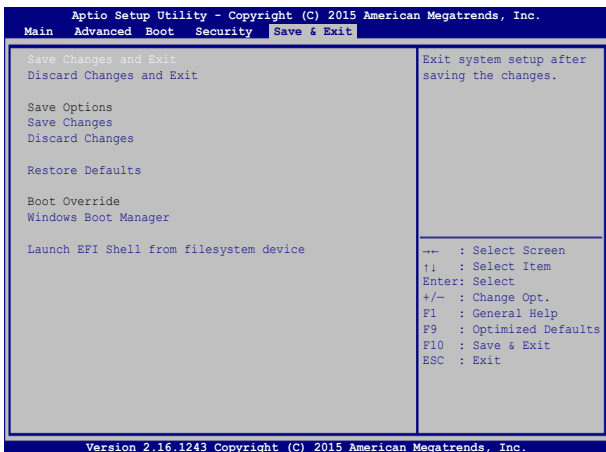 Aptio Setup Utility - Copyright (C) 2015 American Megatrends, Inc.
Main Advanced Boot Security Save & Exit
Save Changes and Exit
Discard Changes and Exit
Save Options
Save Changes
Discard Changes
Restore Defaults
Boot Override
Windows Boot Manager
Launch EFI Shell from filesystem device
Exit system setup after
saving the changes.
→← : Select Screen
↑↓ : Select Item
Enter: Select
+/— : Change Opt.
F1 : General Help
F9 : Optimized Defaults
F10 : Save & Exit
ESC : Exit
Version 2.16.1243 Copyright (C) 2015 American Megatrends, Inc.